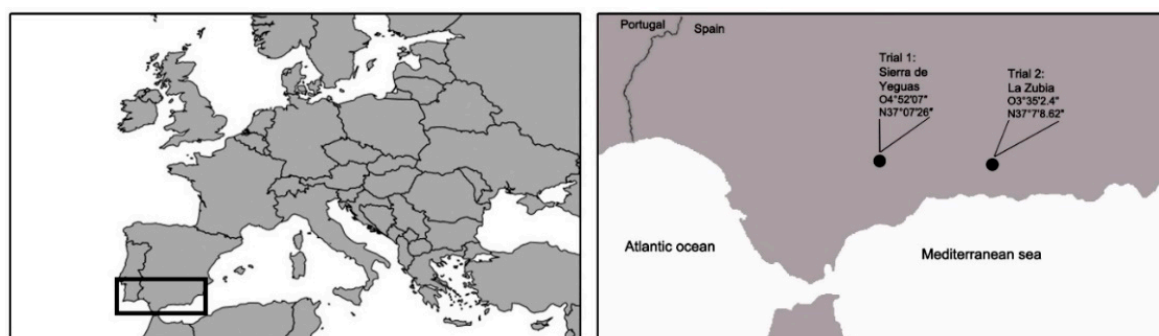 Portugal
Spain
Trial 1:
Sierra de
Yeguas
O4°52'07"
N37°07'26"
Trial 2:
La Zubia
O3°35'2.4"
N37°7'8.62"
Atlantic ocean
Mediterranean sea